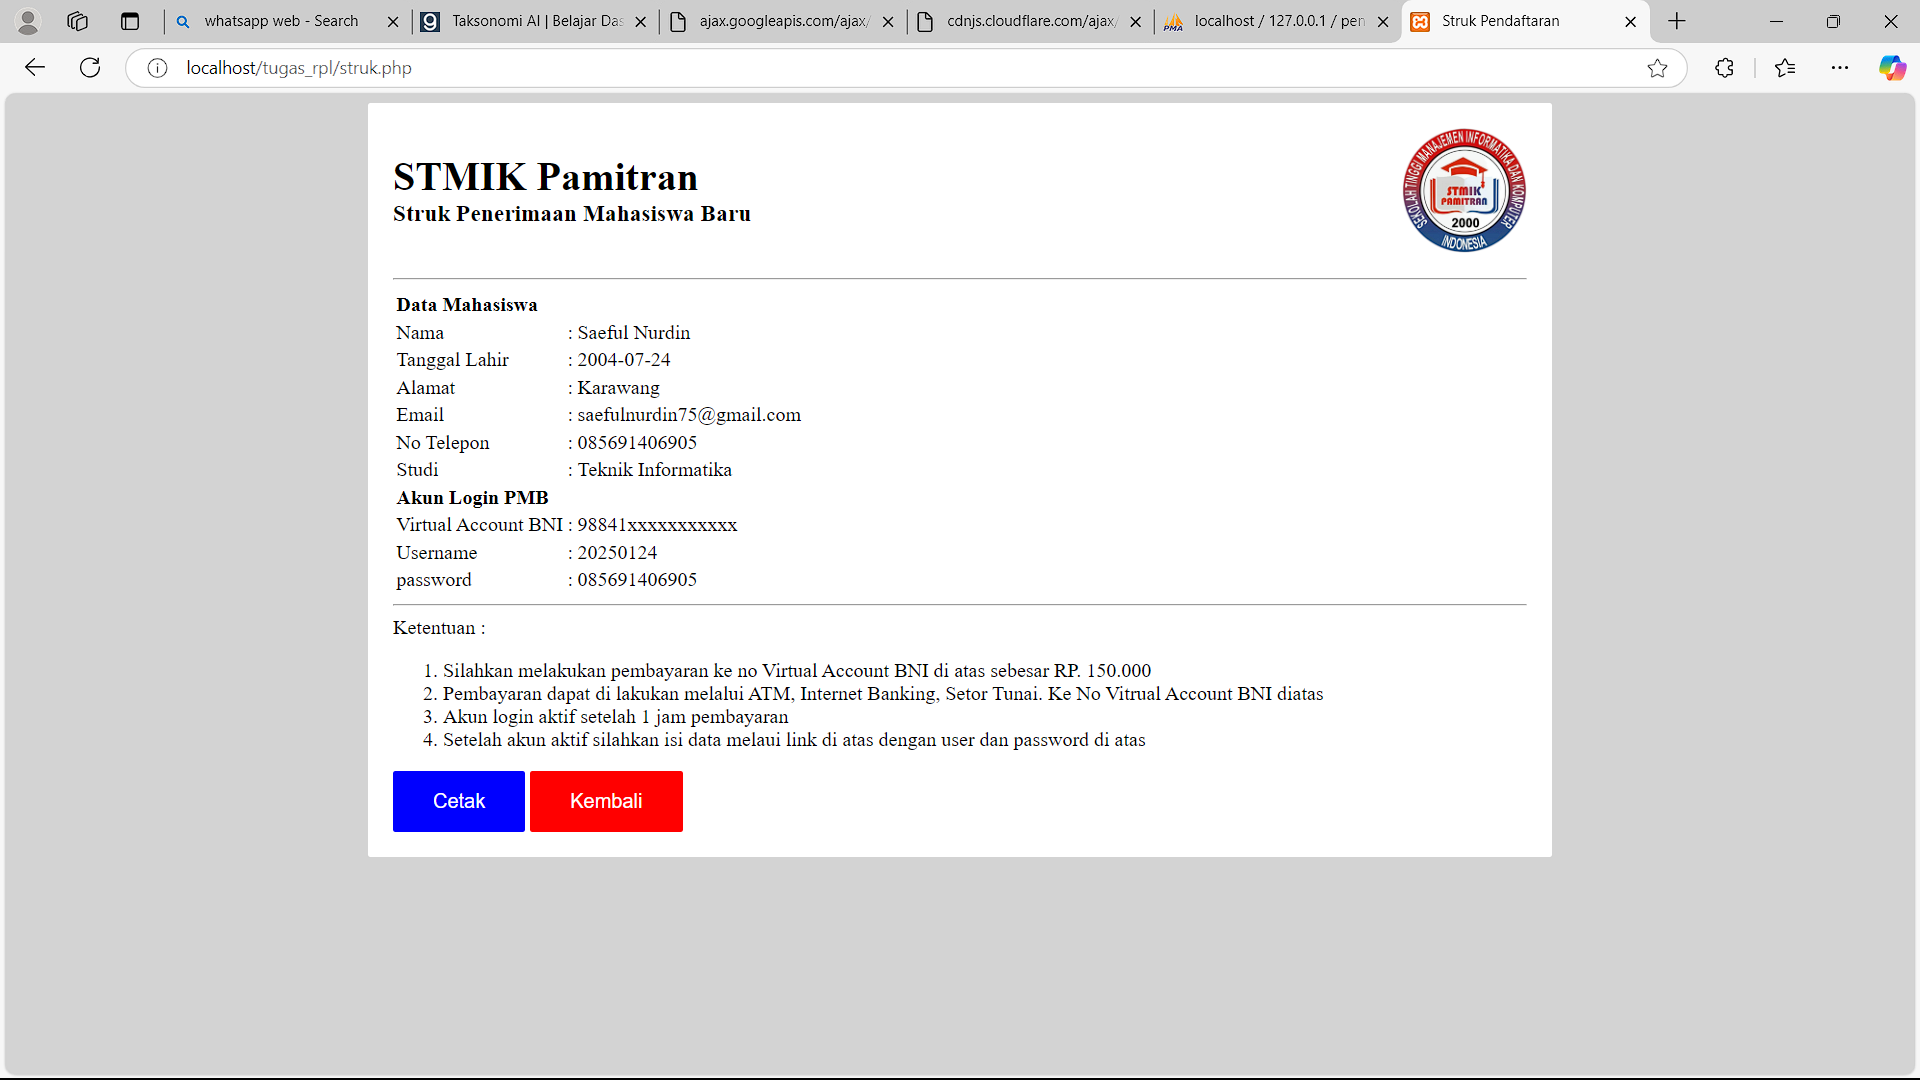 whatsapp web - Search
Taksonomi AI | Belajar Das
ajax.googleapis.com/ajax/
cdnjs.cloudflare.com/ajax/
PMA
localhost / 127.0.0.1 / pen
Struk Pendaftaran
localhost/tugas_rpl/struk.php
STMIK Pamitran
Struk Penerimaan Mahasiswa Baru
SEKOLAH TINGGI MANAJEMEN INFORMATIKA DAN KOMPUTER
STMIK
PAMITRAN
2000
INDONESIA
Data Mahasiswa
Nama : Saeful Nurdin
Tanggal Lahir : 2004-07-24
Alamat : Karawang
Email : saefulnurdin75@gmail.com
No Telepon : 085691406905
Studi : Teknik Informatika
Akun Login PMB
Virtual Account BNI : 98841xxxxxxxxxxx
Username : 20250124
password : 085691406905
Ketentuan :
1. Silahkan melakukan pembayaran ke no Virtual Account BNI di atas sebesar RP. 150.000
2. Pembayaran dapat di lakukan melalui ATM, Internet Banking, Setor Tunai. Ke No Vitrual Account BNI diatas
3. Akun login aktif setelah 1 jam pembayaran
4. Setelah akun aktif silahkan isi data melaui link di atas dengan user dan password di atas
Cetak
Kembali